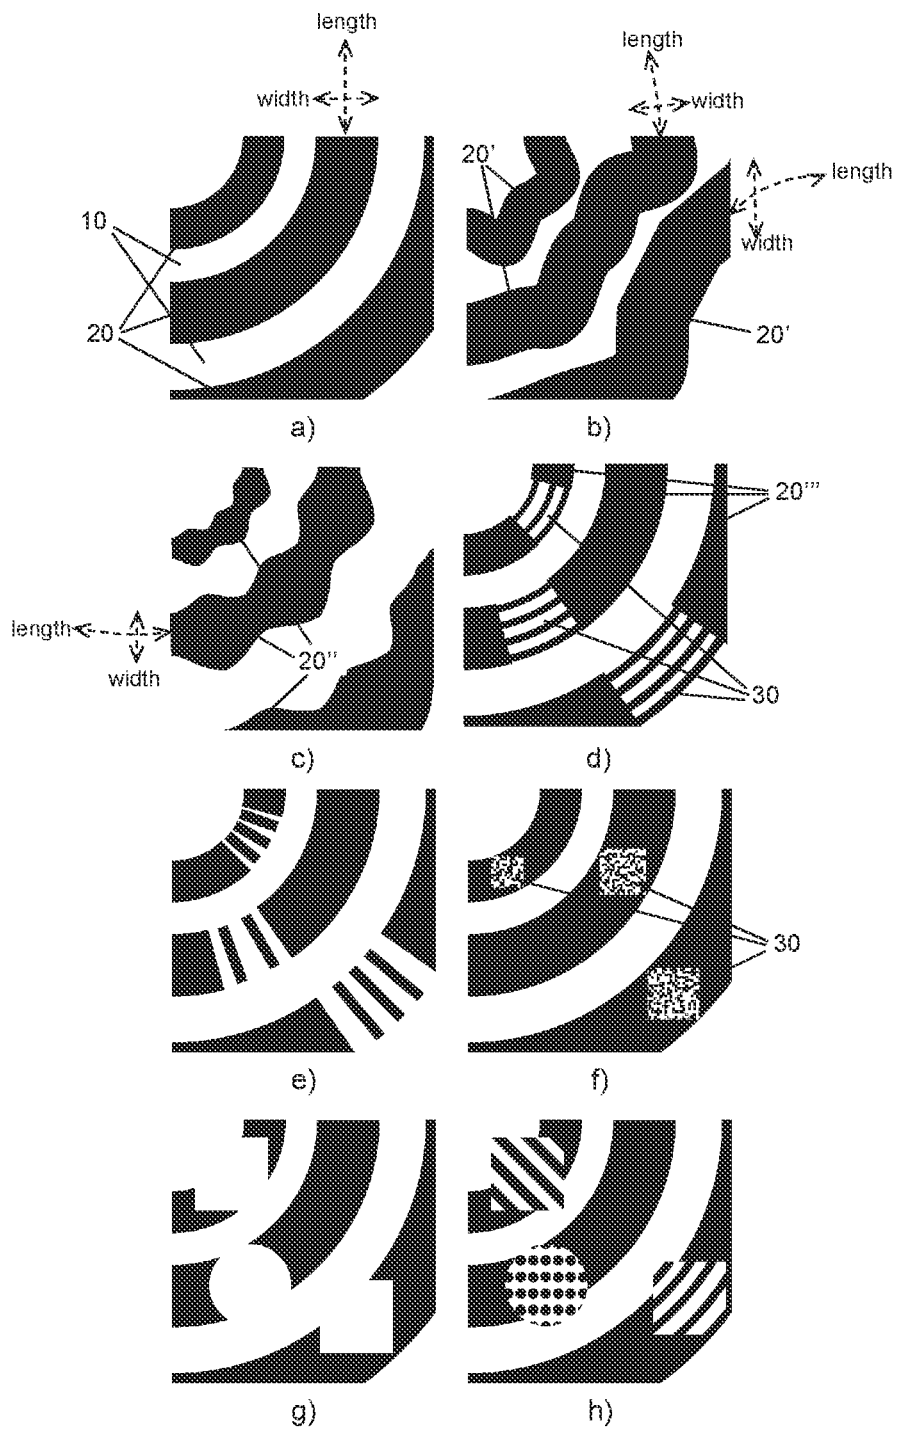 length
width
10
20
a)
length
width
20'
length
width
20'
b)
length
width
20''
c)
20'''
30
d)
e)
30
f)
g)
h)